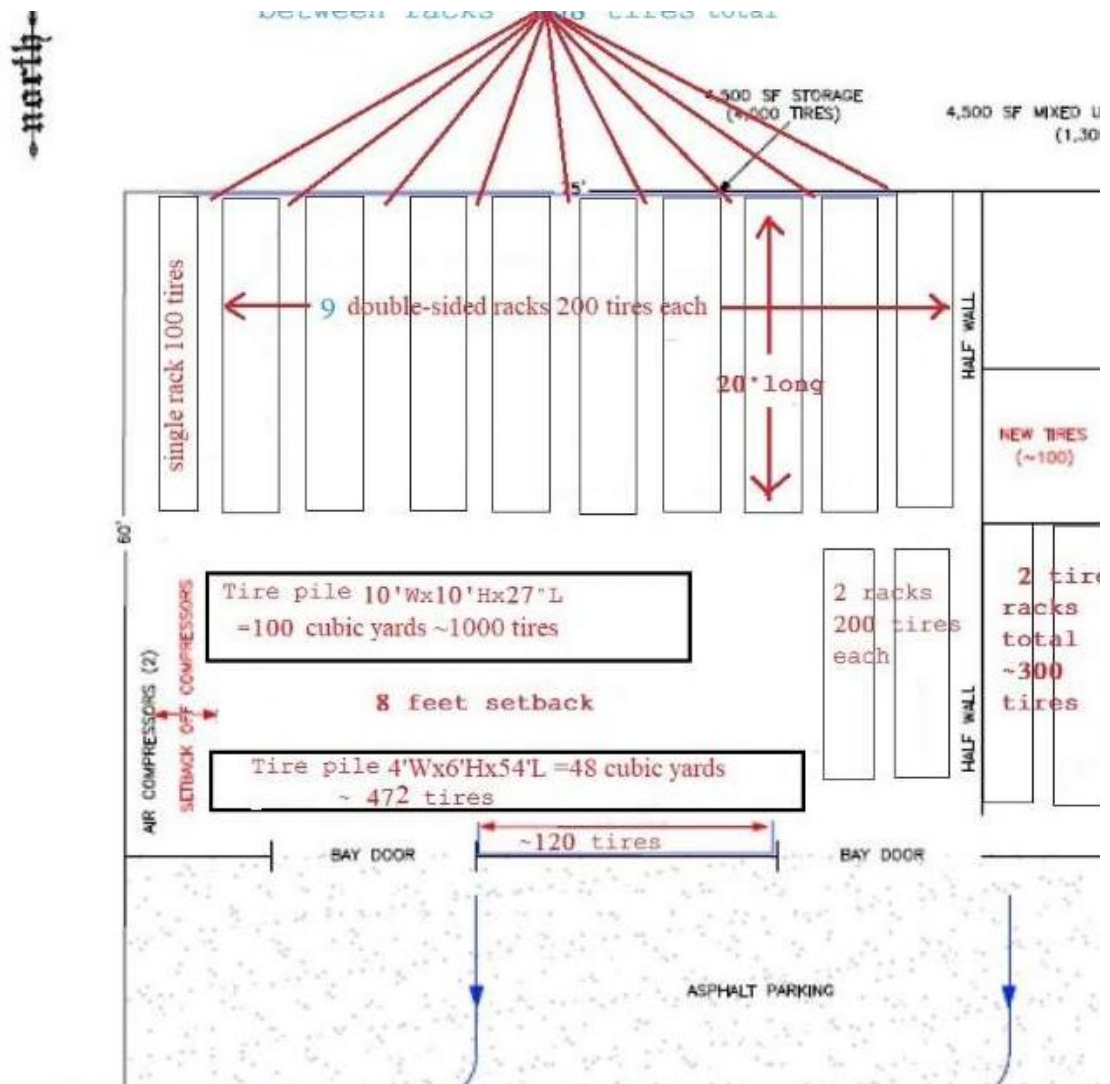 between racks tires total
north
SF STORAGE
TIRES)
4,500 SF MIXED
(1,30
single rack 100 tires
9 double-sided racks 200 tires each
20" long
HALF WALL
NEW TIRES
(~100)
60'
Tire pile 10'Wx10'Hx27"L
=100 cubic yards ~1000 tires
2 racks
200 tires
each
2 tire
racks
total
~300
tires
AIR COMPRESSORS (2)
SETBACK OFF COMPRESSORS
8 feet setback
HALF WALL
Tire pile 4'Wx6'Hx54'L =48 cubic yards
~ 472 tires
~120 tires
BAY DOOR
BAY DOOR
ASPHALT PARKING